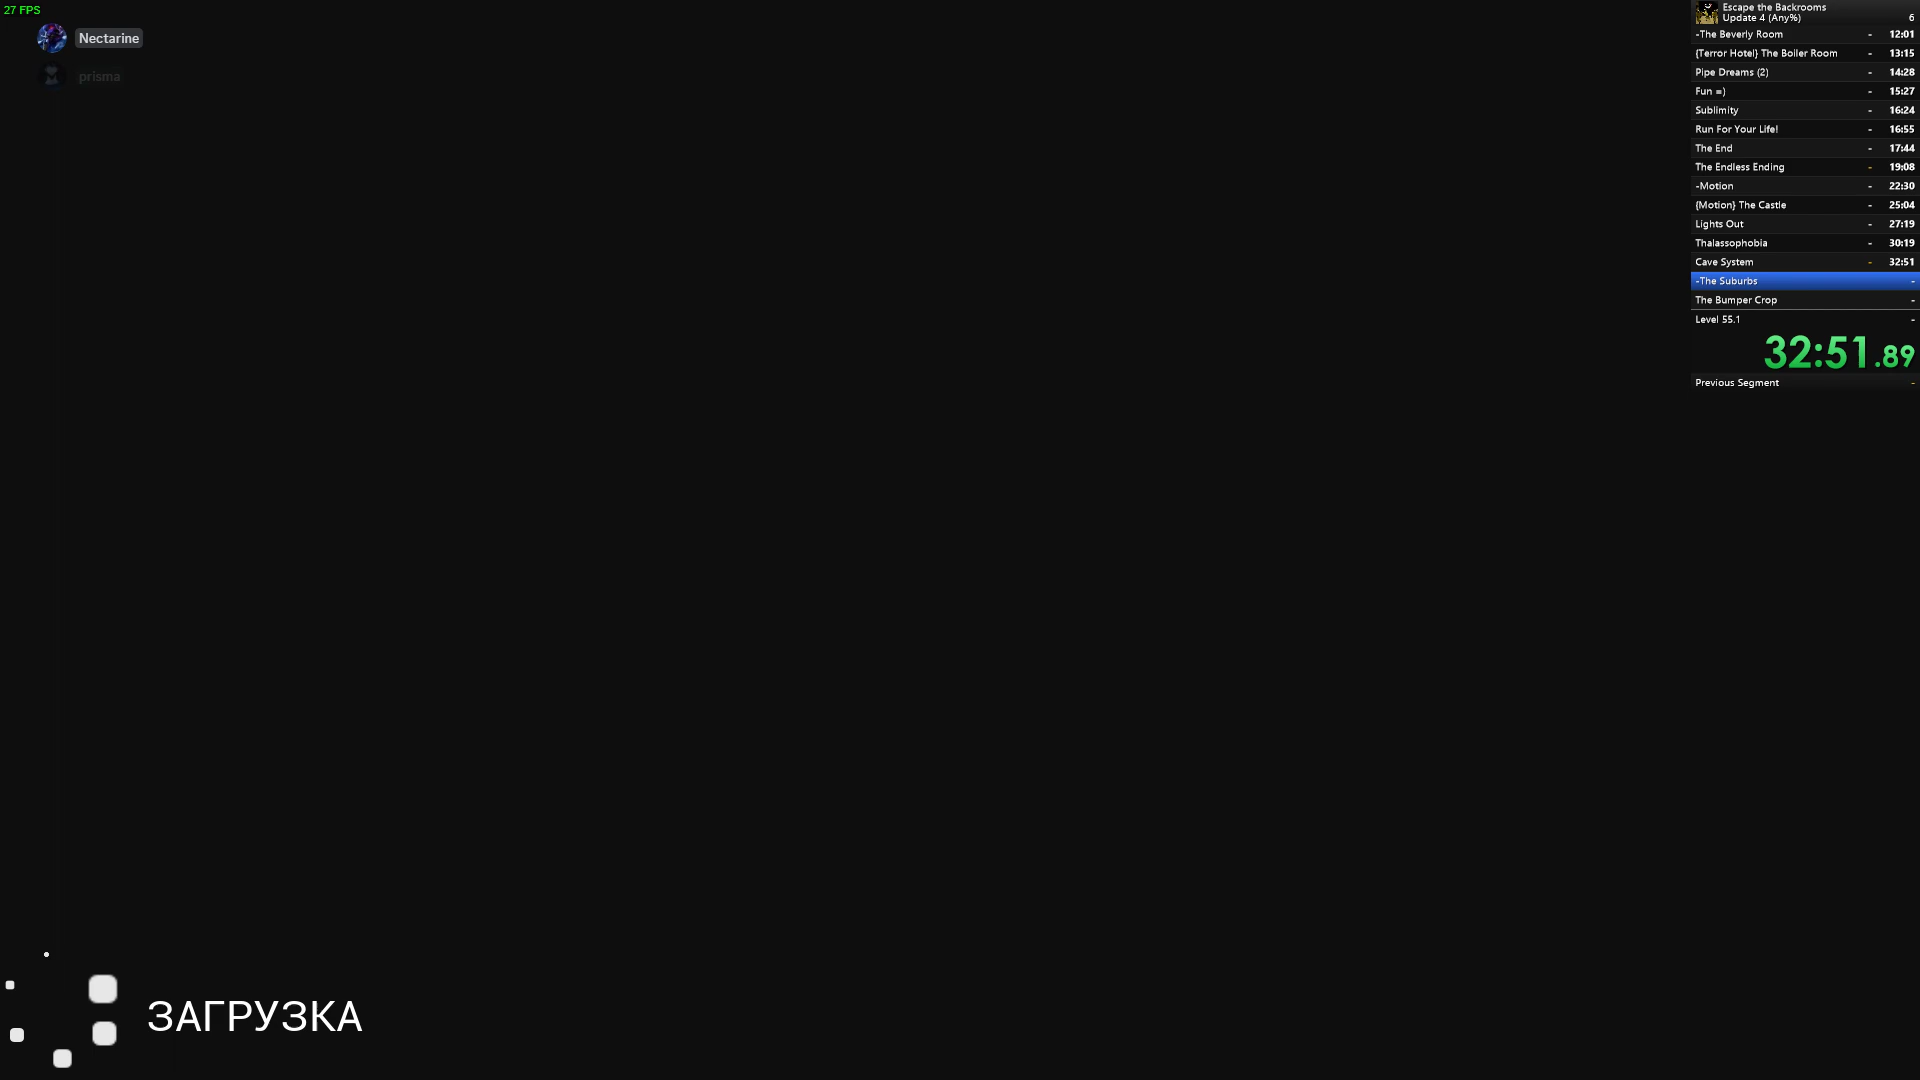 27 FPS
Nectarine
prisma
Escape the Backrooms
Update 4 (Any%) 6
-The Beverly Room - 12:01
{Terror Hotel} The Boiler Room - 13:15
Pipe Dreams (2) - 14:28
Fun =) - 15:27
Sublimity - 16:24
Run For Your Life! - 16:55
The End - 17:44
The Endless Ending - 19:08
-Motion - 22:30
{Motion} The Castle - 25:04
Lights Out - 27:19
Thalassophobia - 30:19
Cave System - 32:51
-The Suburbs -
The Bumper Crop -
Level 55.1 -
32:51.89
Previous Segment -
ЗАГРУЗКА